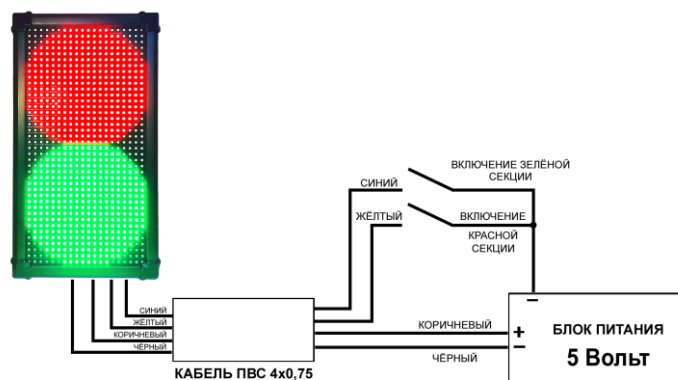 ВКЛЮЧЕНИЕ ЗЕЛЁНОЙ
СЕКЦИИ
СИНИЙ
ЖЁЛТЫЙ
ВКЛЮЧЕНИЕ
КРАСНОЙ
СЕКЦИИ
СИНИЙ
ЖЁЛТЫЙ
КОРИЧНЕВЫЙ
ЧЁРНЫЙ
КАБЕЛЬ ПВС 4х0,75
КОРИЧНЕВЫЙ
ЧЁРНЫЙ
–
+
–
БЛОК ПИТАНИЯ
5 Вольт